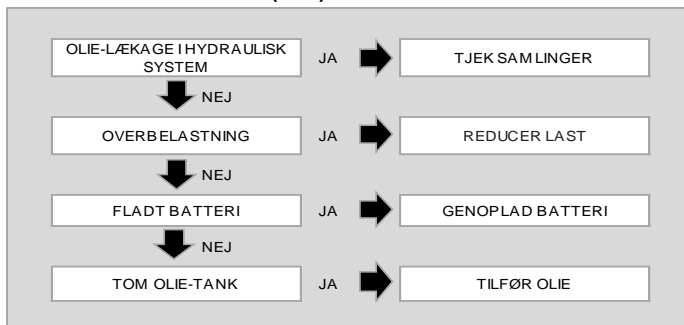 OLIE-LÆKAGE I HYDRAULISK
SYSTEM
JA
TJEK SAMLINGER
NEJ
OVERBELASTNING
JA
REDUCER LAST
NEJ
FLADT BATTERI
JA
GENOPLAD BATTERI
NEJ
TOM OLIE-TANK
JA
TILFØR OLIE